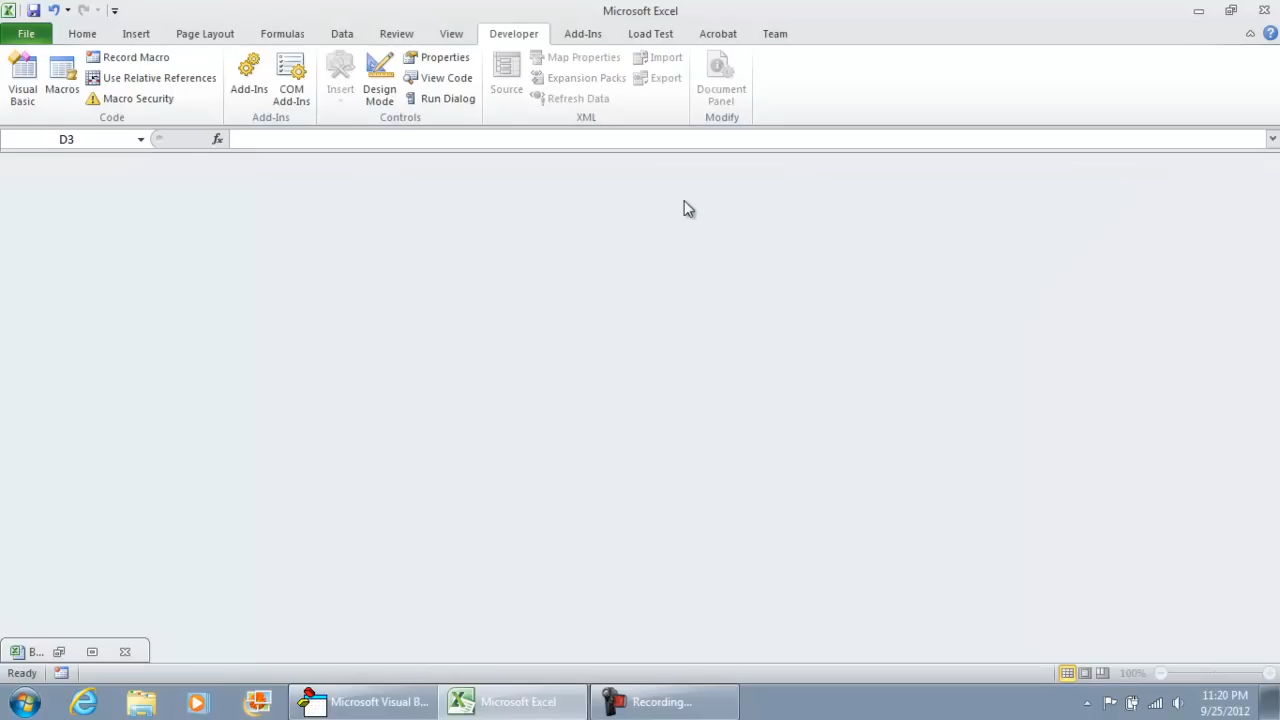 Microsoft Excel
File Home Insert Page Layout Formulas Data Review View Developer Add-Ins Load Test Acrobat Team
Visual Basic
Macros
Record Macro
Use Relative References
Macro Security
Code
Add-Ins
COM Add-Ins
Add-Ins
Insert
Design Mode
Properties
View Code
Run Dialog
Controls
Source
Map Properties
Expansion Packs
Refresh Data
Import
Export
XML
Document Panel
Modify
D3
fx
B...
Ready
100%
Microsoft Visual B...
Microsoft Excel
Recording...
11:20 PM
9/25/2012